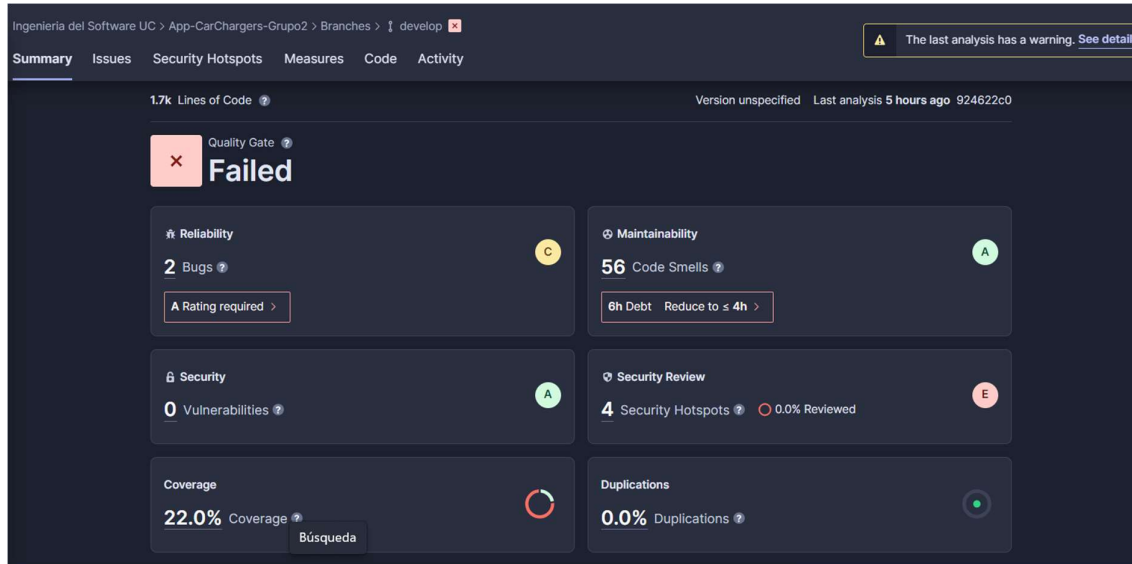 Ingenieria del Software UC > App-CarChargers-Grupo2 > Branches > develop
The last analysis has a warning. See detail
Summary Issues Security Hotspots Measures Code Activity
1.7k Lines of Code ? Version unspecified Last analysis 5 hours ago 924622c0
Quality Gate ?
Failed
Reliability
2 Bugs ?
C
A Rating required >
Maintainability
56 Code Smells ?
A
6h Debt Reduce to ≤ 4h >
Security
0 Vulnerabilities ?
A
Security Review
4 Security Hotspots ? 0.0% Reviewed
E
Coverage
22.0% Coverage ?
Búsqueda
Duplications
0.0% Duplications ?